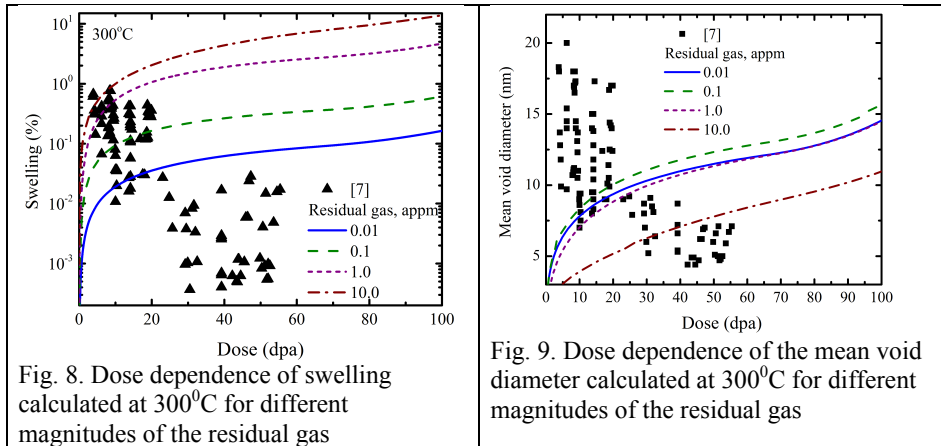 300°C
Swelling (%)
10¹
10⁰
10⁻¹
10⁻²
10⁻³
[7]
Residual gas, appm
0.01
0.1
1.0
10.0
0 20 40 60 80 100
Dose (dpa)
Fig. 8. Dose dependence of swelling
calculated at 300⁰C for different
magnitudes of the residual gas
Mean void diameter (nm)
20
15
10
5
[7]
Residual gas, appm
0.01
0.1
1.0
10.0
0 10 20 30 40 50 60 70 80 90 100
Dose (dpa)
Fig. 9. Dose dependence of the mean void
diameter calculated at 300⁰C for different
magnitudes of the residual gas